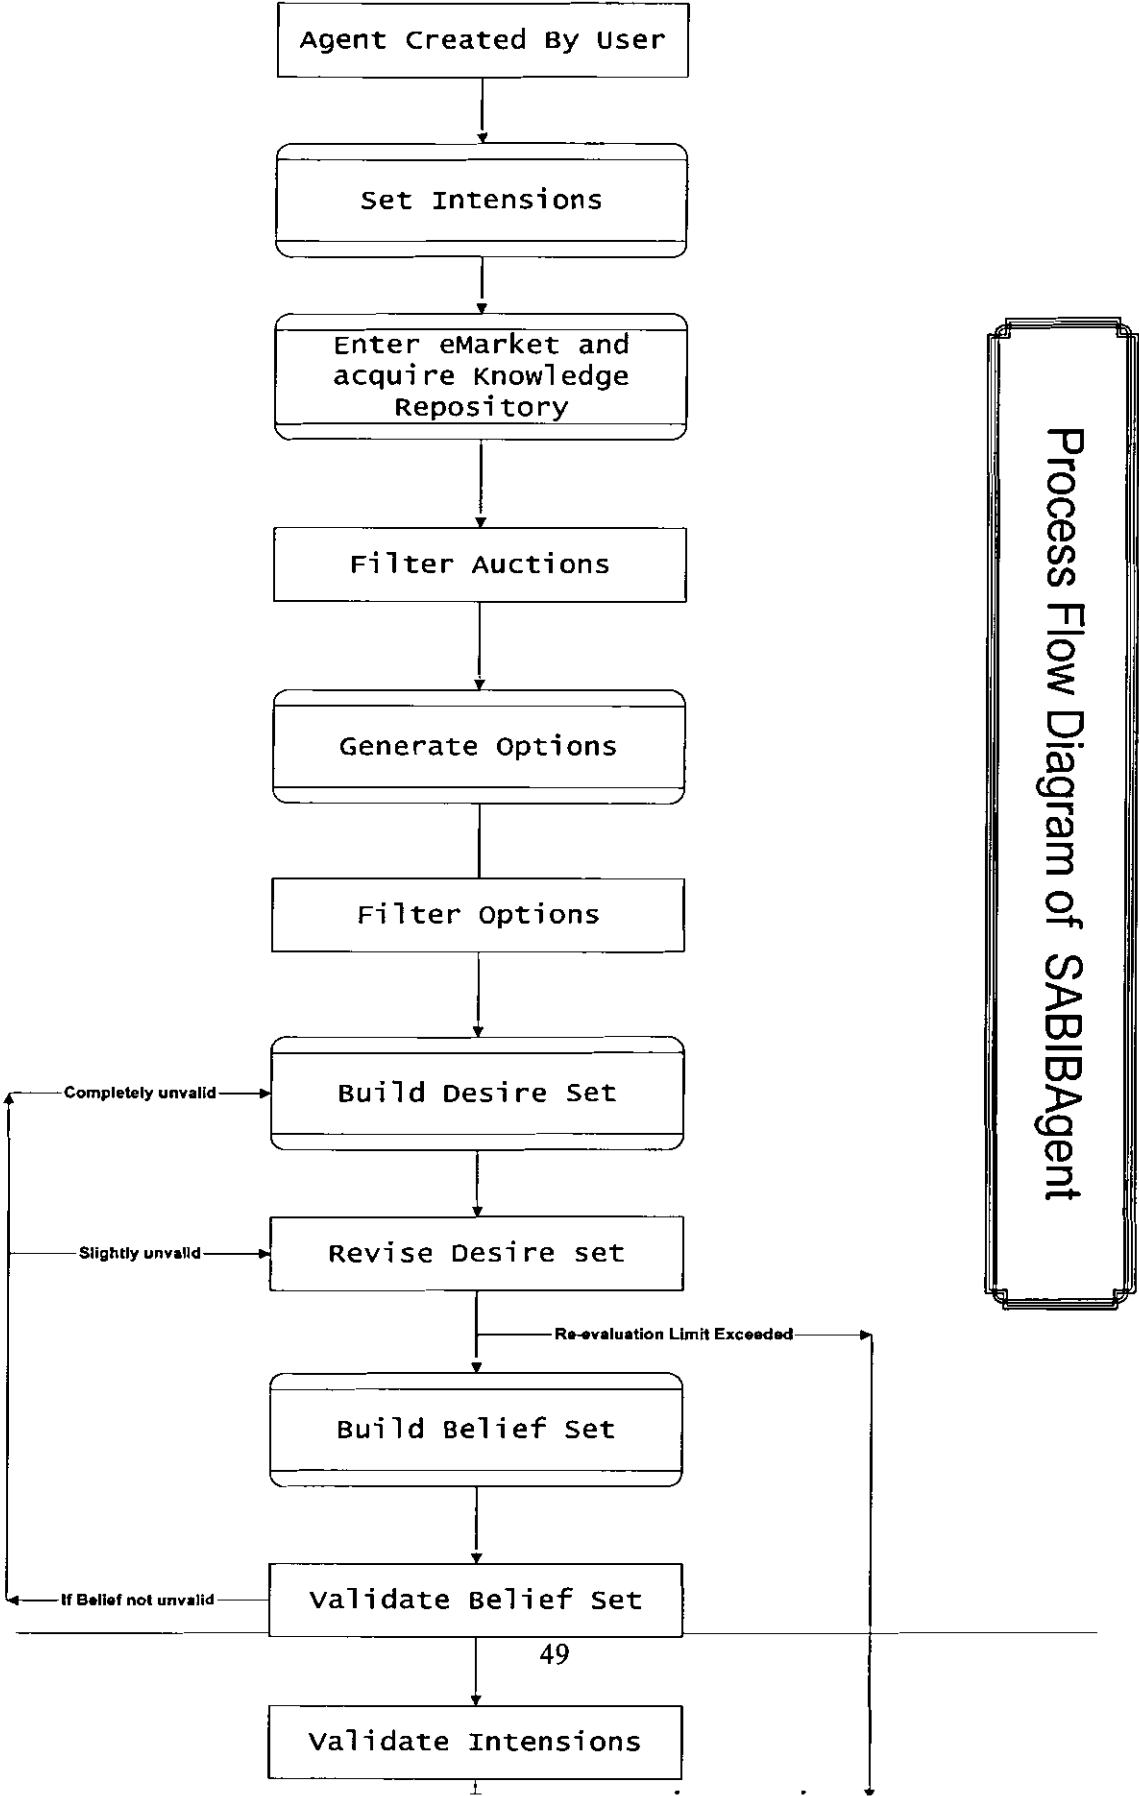 Agent Created By User
Set Intensions
Enter eMarket and
acquire Knowledge
Repository
Filter Auctions
Generate Options
Filter Options
Completely unvalid
Build Desire Set
Slightly unvalid
Revise Desire set
Re-evaluation Limit Exceeded
Build Belief Set
If Belief not unvalid
Validate Belief Set
49
Validate Intensions
Process Flow Diagram of SABIBAgent